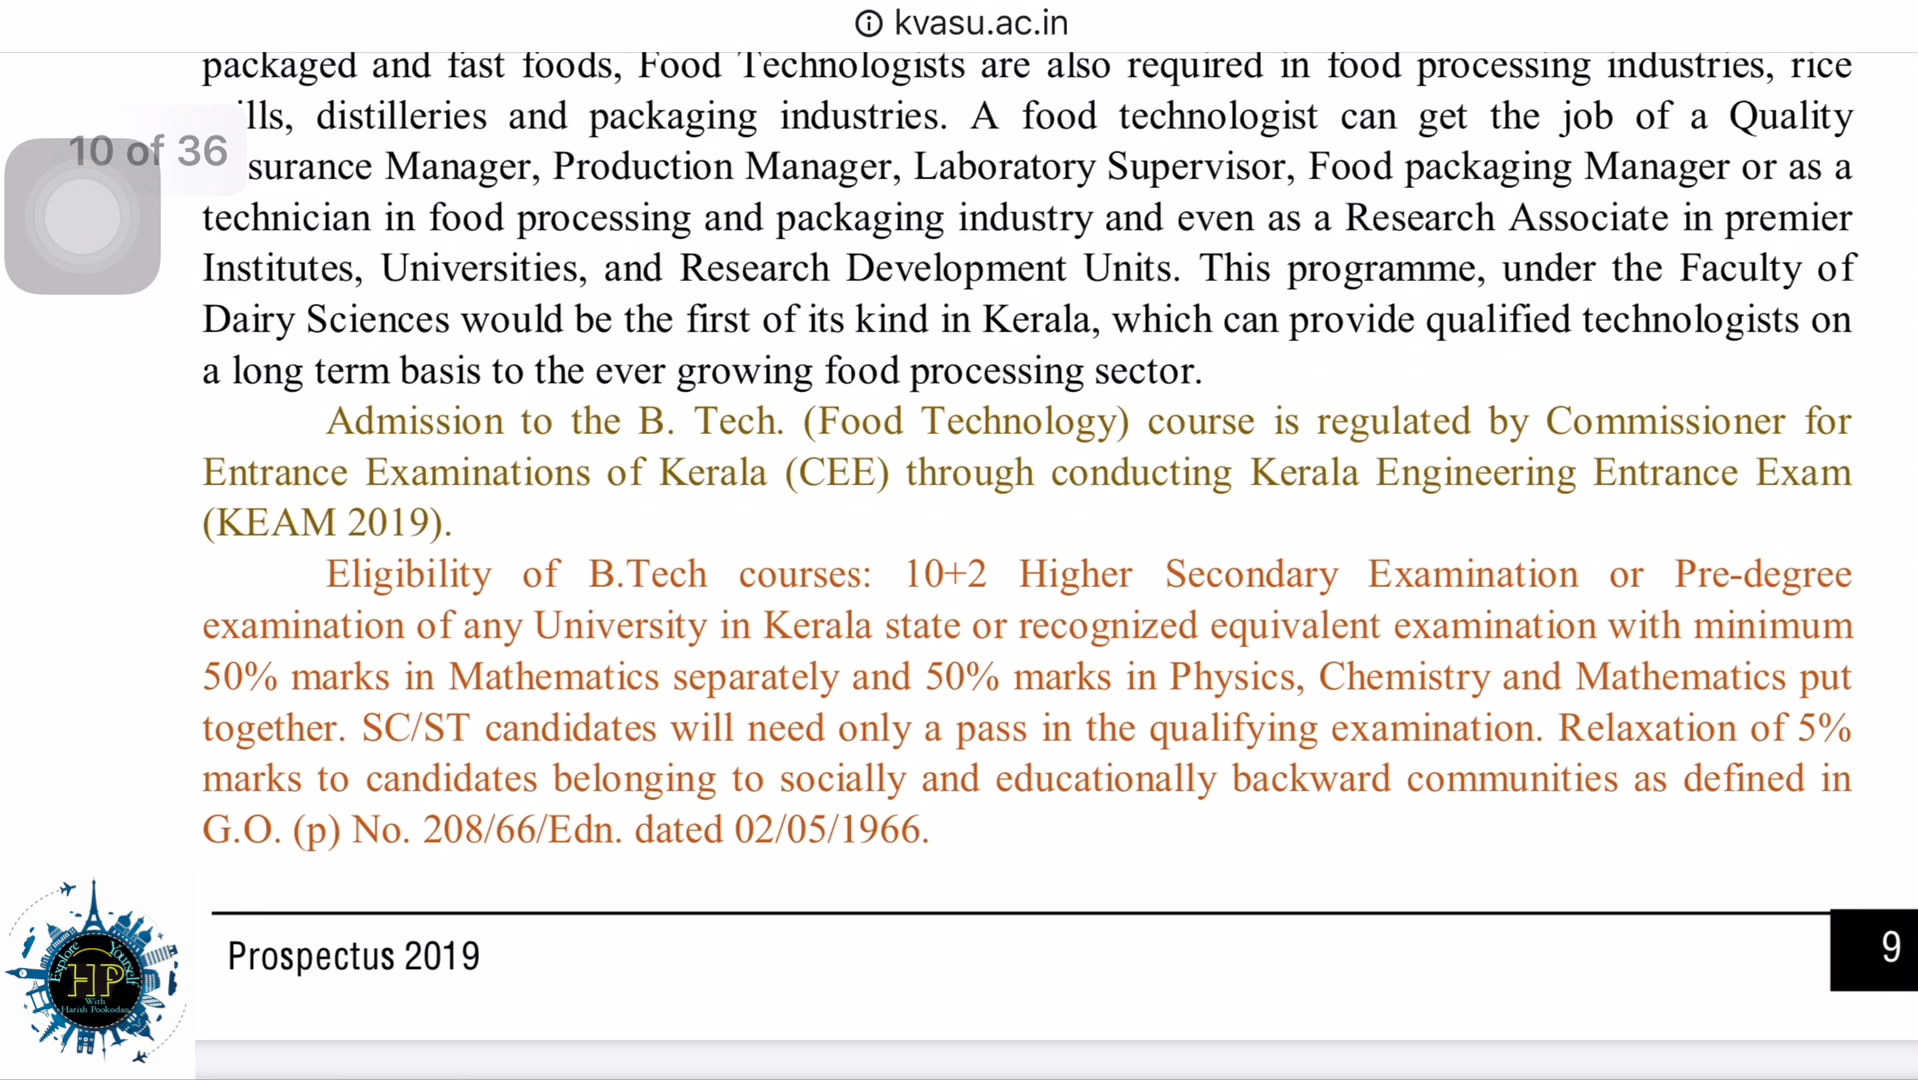 kvasu.ac.in
packaged and fast foods, Food Technologists are also required in food processing industries, rice
ills, distilleries and packaging industries. A food technologist can get the job of a Quality
10 of 36
surance Manager, Production Manager, Laboratory Supervisor, Food packaging Manager or as a
technician in food processing and packaging industry and even as a Research Associate in premier
Institutes, Universities, and Research Development Units. This programme, under the Faculty of
Dairy Sciences would be the first of its kind in Kerala, which can provide qualified technologists on
a long term basis to the ever growing food processing sector.
Admission to the B. Tech. (Food Technology) course is regulated by Commissioner for
Entrance Examinations of Kerala (CEE) through conducting Kerala Engineering Entrance Exam
(KEAM 2019).
Eligibility of B.Tech courses: 10+2 Higher Secondary Examination or Pre-degree
examination of any University in Kerala state or recognized equivalent examination with minimum
50% marks in Mathematics separately and 50% marks in Physics, Chemistry and Mathematics put
together. SC/ST candidates will need only a pass in the qualifying examination. Relaxation of 5%
marks to candidates belonging to socially and educationally backward communities as defined in
G.O. (p) No. 208/66/Edn. dated 02/05/1966.
Prospectus 2019
9
Explore Yourself
HP
With
Harish Pookodan